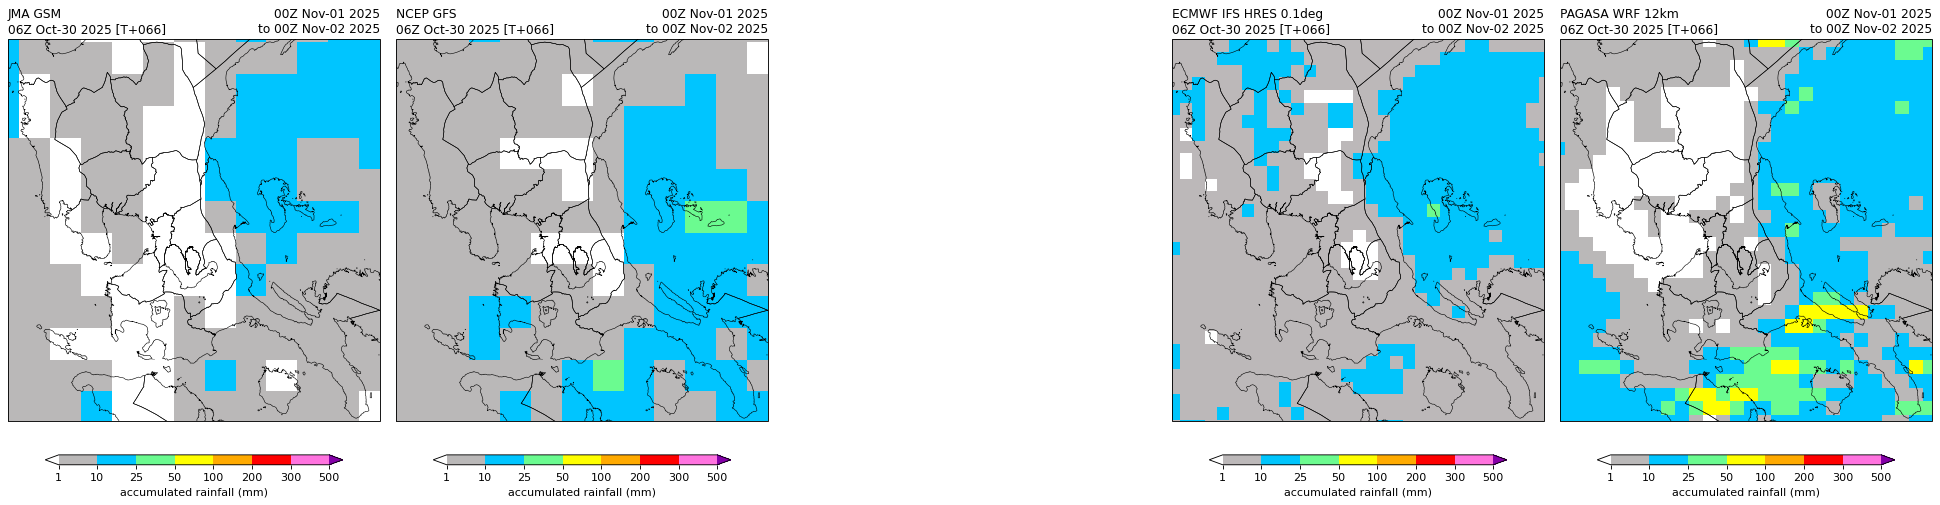 JMA GSM 00Z Nov-01 2025
06Z Oct-30 2025 [T+066] to 00Z Nov-02 2025
NCEP GFS 00Z Nov-01 2025
06Z Oct-30 2025 [T+066] to 00Z Nov-02 2025
ECMWF IFS HRES 0.1deg 00Z Nov-01 2025
06Z Oct-30 2025 [T+066] to 00Z Nov-02 2025
PAGASA WRF 12km 00Z Nov-01 2025
06Z Oct-30 2025 [T+066] to 00Z Nov-02 2025
1 10 25 50 100 200 300 500
accumulated rainfall (mm)
1 10 25 50 100 200 300 500
accumulated rainfall (mm)
1 10 25 50 100 200 300 500
accumulated rainfall (mm)
1 10 25 50 100 200 300 500
accumulated rainfall (mm)